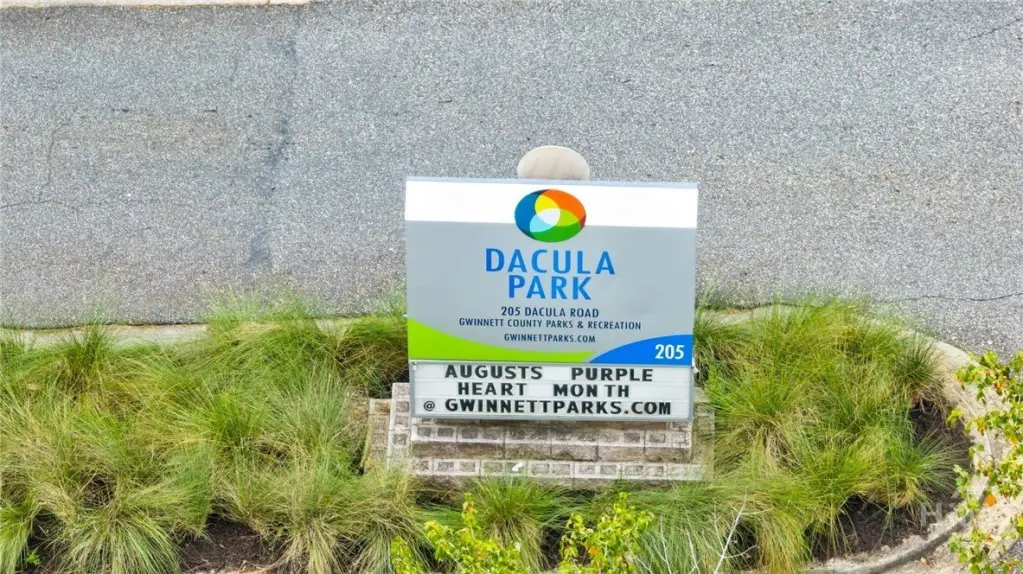 DACULA
PARK
205 DACULA ROAD
GWINNETT COUNTY PARKS & RECREATION
GWINNETTPARKS.COM
205
AUGUSTS PURPLE
HEART MONTH
@ GWINNETTPARKS.COM